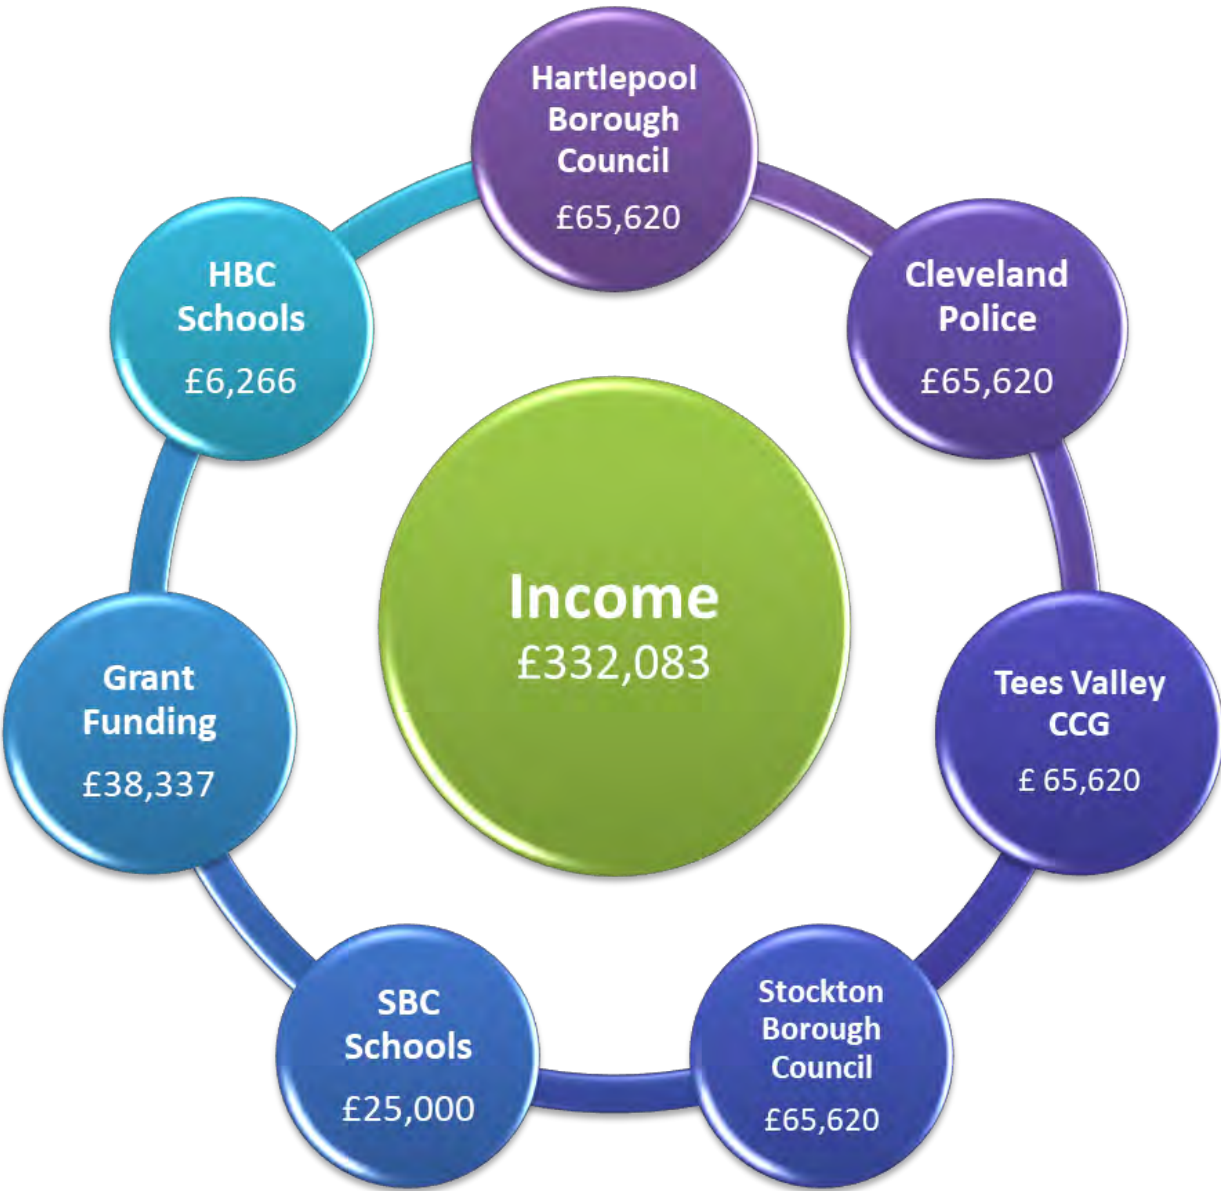 Hartlepool
Borough
Council
£65,620
Cleveland
Police
£65,620
Tees Valley
CCG
£ 65,620
Stockton
Borough
Council
£65,620
SBC
Schools
£25,000
Grant
Funding
£38,337
HBC
Schools
£6,266
Income
£332,083